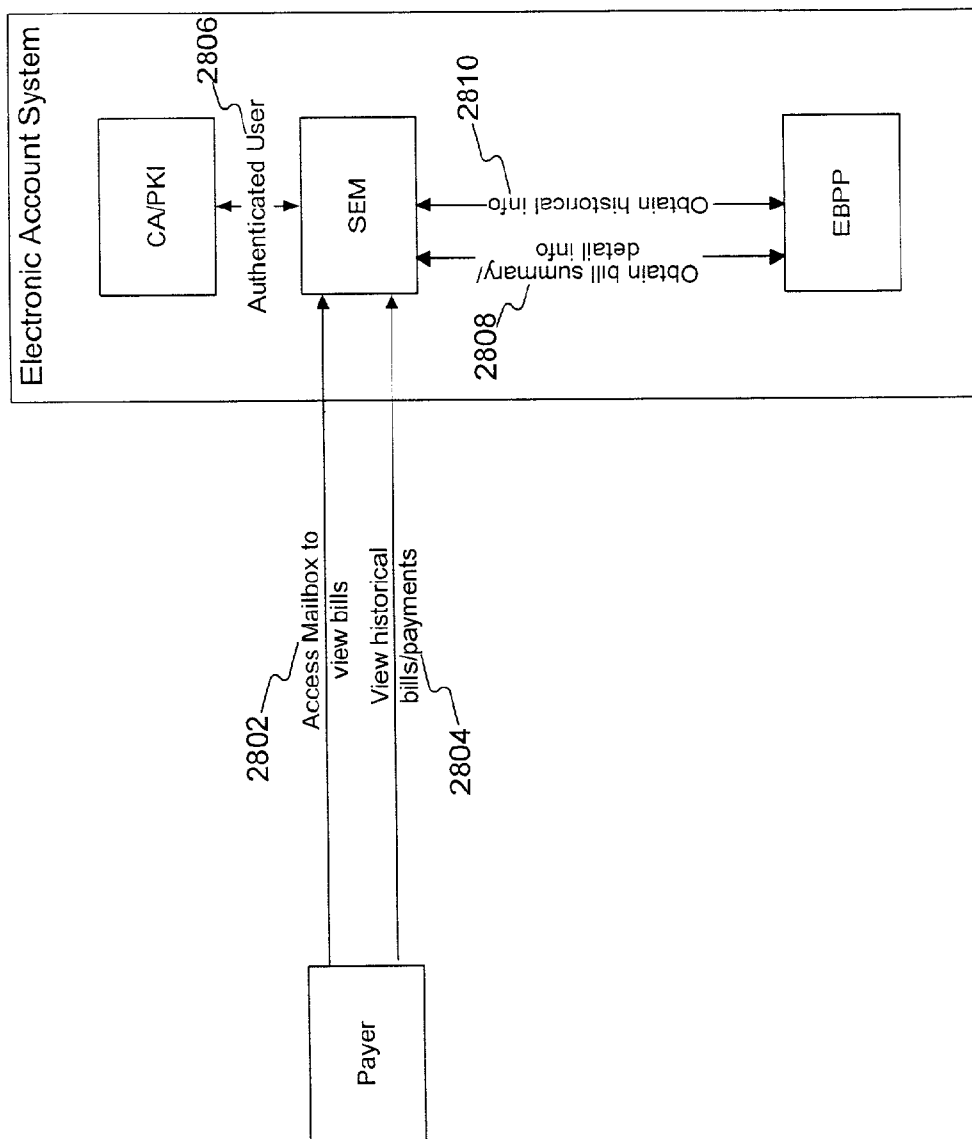 Electronic Account System
CA/PKI
2806
Authenticated User
SEM
2810
Obtain historical info
Obtain bill summary/
detail info
2808
EBPP
2802
Access Mailbox to
view bills
View historical
bills/payments
2804
Payer